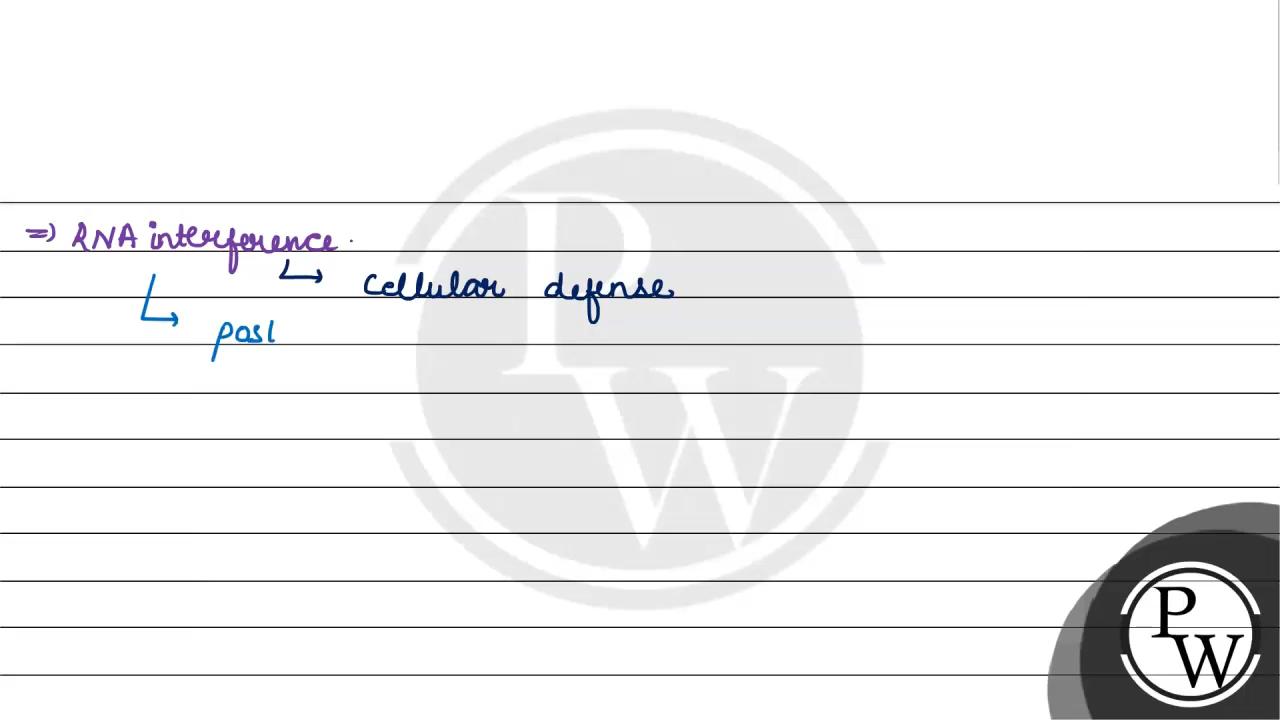 ⇒ RNA interference.
↳ cellular defense
↳ post
P
W
P
W